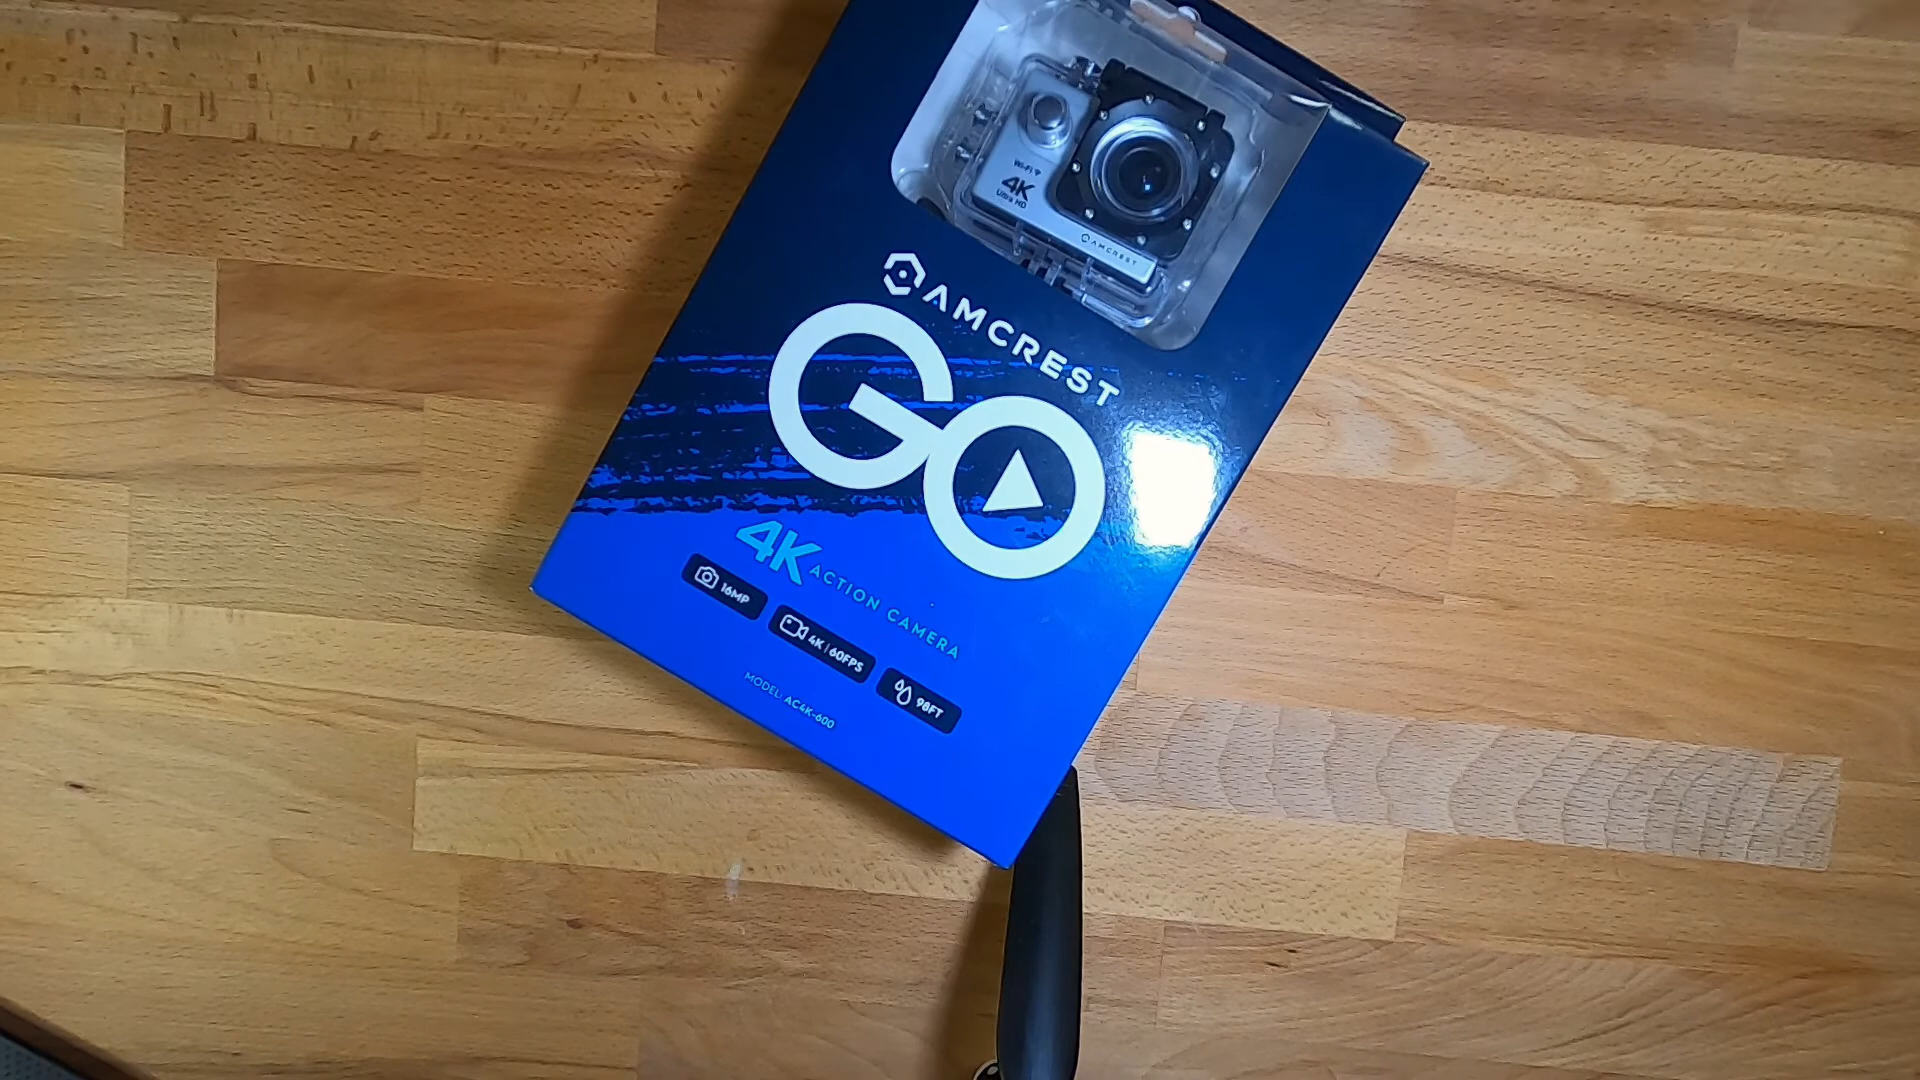 Wi-Fi
4K
Ultra HD
AMCREST
AMCREST
GO
4K ACTION CAMERA
16MP
4K | 60FPS
98FT
MODEL: AC4K-600